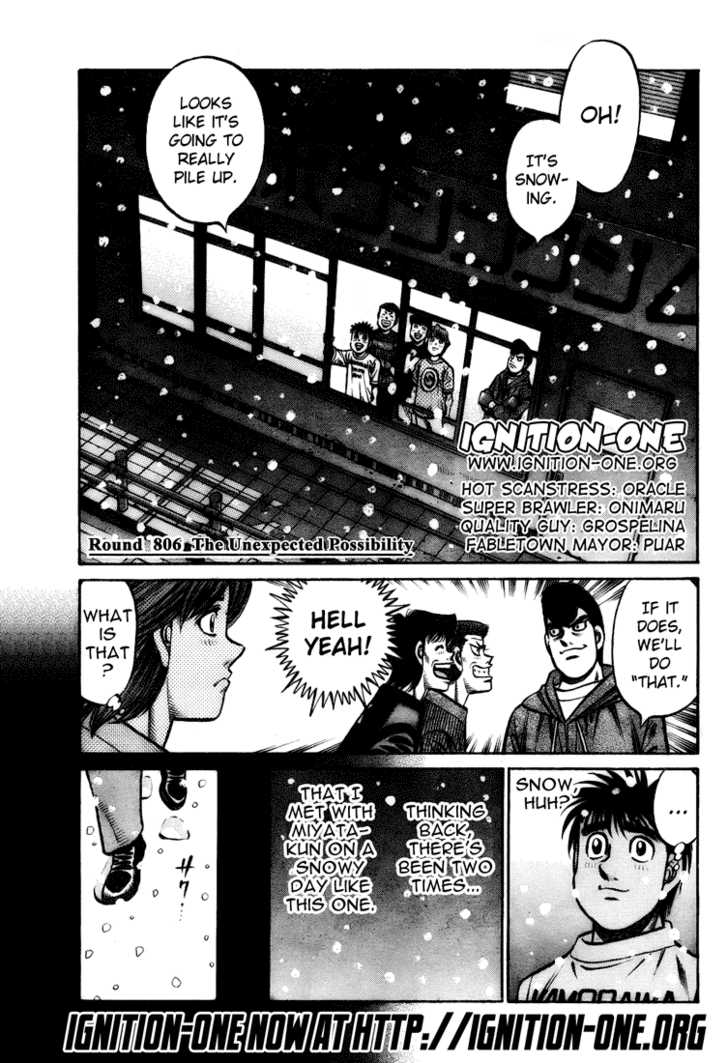 OH!
IT'S
SNOW-
ING.
LOOKS
LIKE IT'S
GOING TO
REALLY
PILE UP.
IGNITION-ONE
WWW.IGNITION-ONE.ORG
HOT SCANSTRESS: ORACLE
SUPER BRAWLER: ONIMARU
QUALITY GUY: GROSPELINA
FABLETOWN MAYOR: PUAR
Round 806 The Unexpected Possibility
IF IT
DOES,
WE'LL
DO
"THAT."
HELL
YEAH!
WHAT
IS
THAT
?
...
SNOW,
HUH?
THINKING
BACK,
THERE'S
BEEN TWO
TIMES...
THAT I
MET WITH
MIYATA-
KUN ON A
SNOWY
DAY LIKE
THIS ONE.
サク…
KAMOGAWA
IGNITION-ONE NOW AT HTTP://IGNITION-ONE.ORG